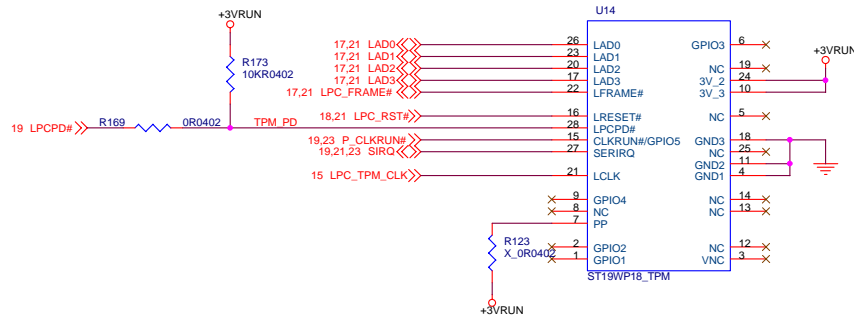 U14
+3VRUN
R173
10KR0402
19 LPCPD#
R169
0R0402
TPM_PD
17,21 LAD0
17,21 LAD1
17,21 LAD2
17,21 LAD3
17,21 LPC_FRAME#
18,21 LPC_RST#
19,23 P_CLKRUN#
19,21,23 SIRQ
15 LPC_TPM_CLK
26 LAD0
23 LAD1
20 LAD2
17 LAD3
22 LFRAME#
16 LRESET#
28 LPCPD#
15 CLKRUN#/GPIO5
27 SERIRQ
21 LCLK
9 GPIO4
8 NC
7 PP
2 GPIO2
1 GPIO1
GPIO3 6
NC 19
3V_2 24
3V_3 10
NC 5
GND3 18
NC 25
GND2 11
GND1 4
NC 14
NC 13
NC 12
VNC 3
+3VRUN
R123
X_0R0402
+3VRUN
ST19WP18_TPM